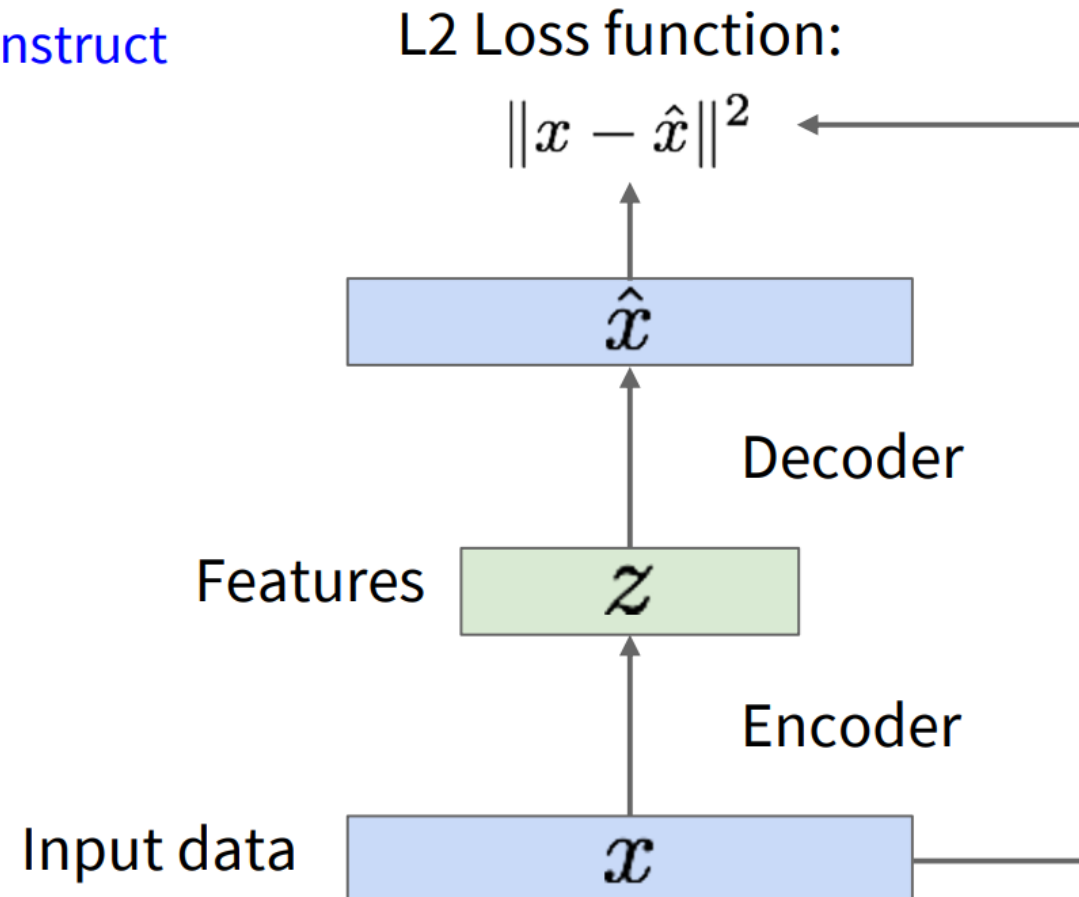 nstruct
L2 Loss function:
‖x − x̂‖²
x̂
Decoder
Features
z
Encoder
Input data
x